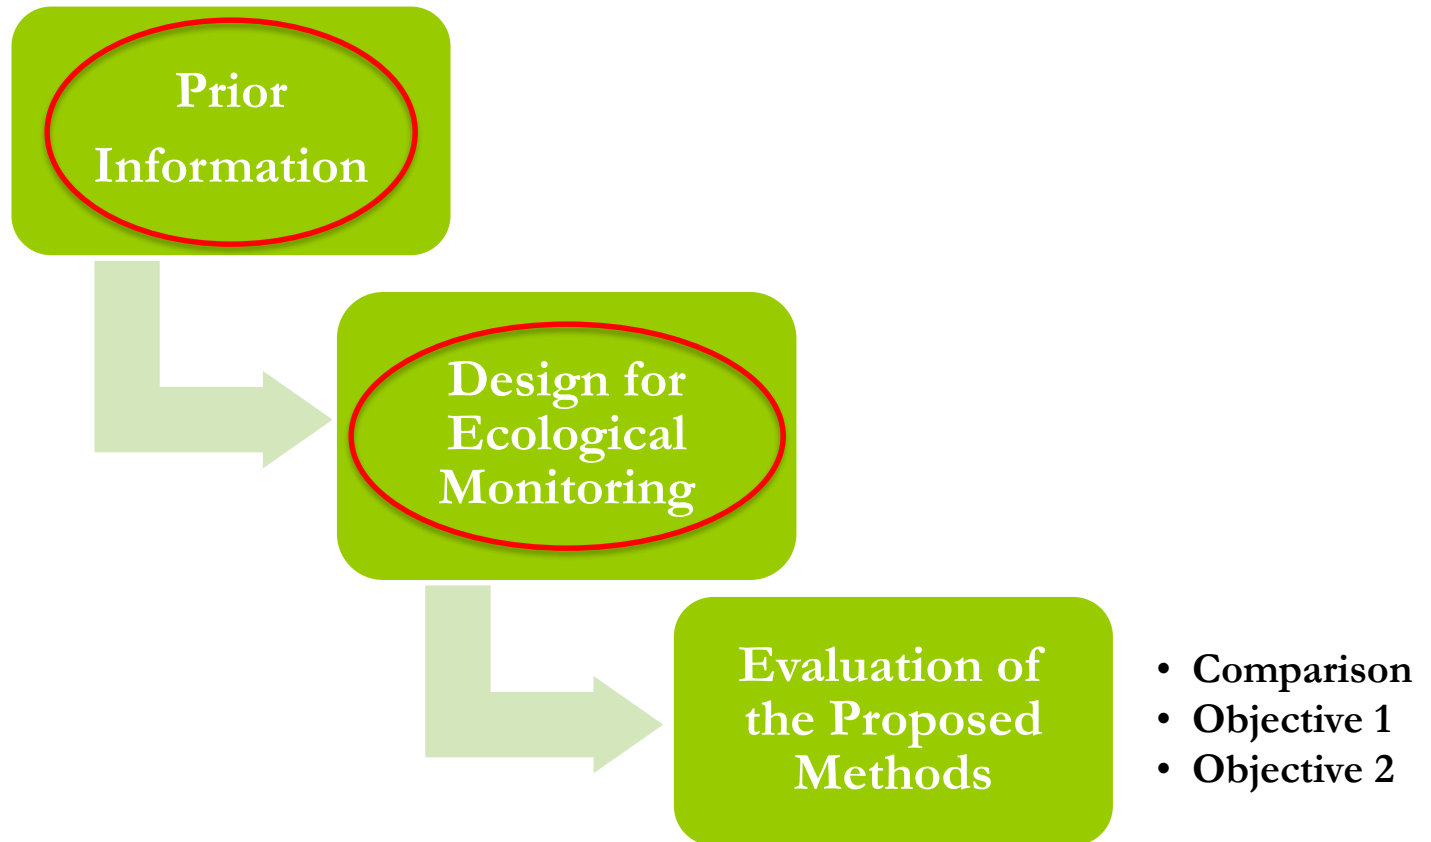 Prior
Information
Design for
Ecological
Monitoring
Evaluation of
the Proposed
Methods
• Comparison
• Objective 1
• Objective 2